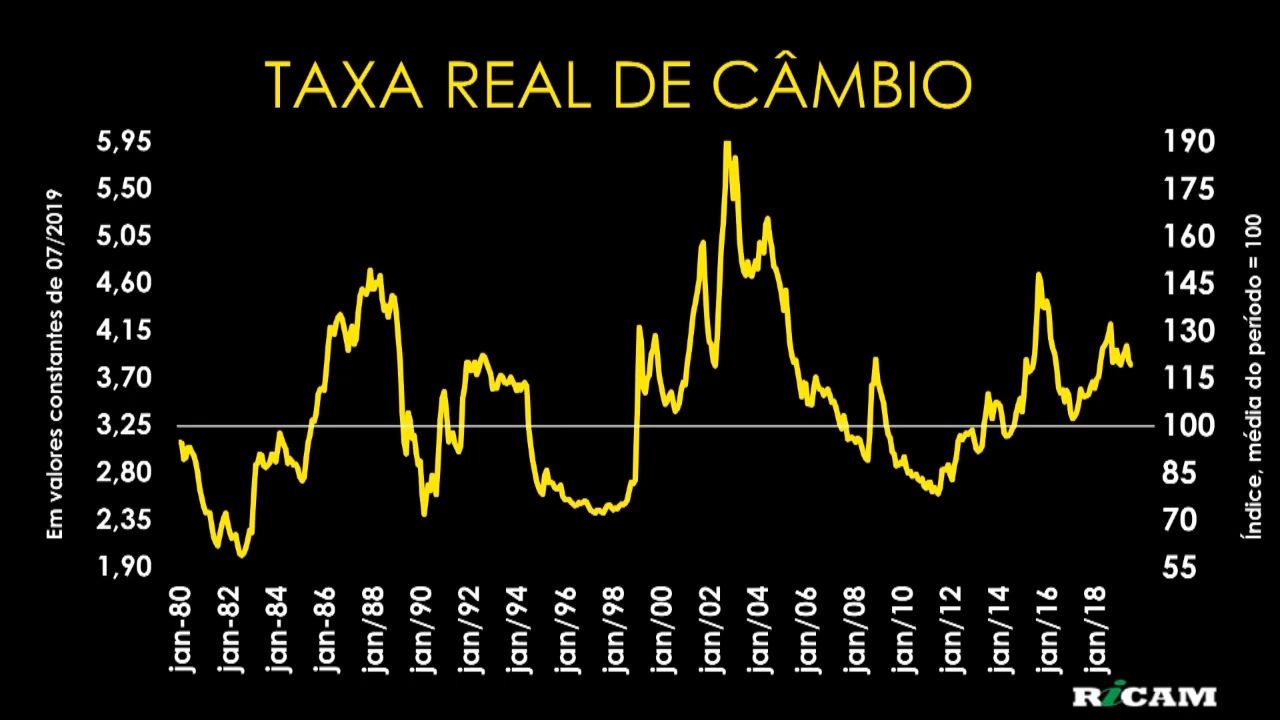 TAXA REAL DE CÂMBIO
Em valores constantes de 07/2019
5,95
5,50
5,05
4,60
4,15
3,70
3,25
2,80
2,35
1,90
190
175
160
145
130
115
100
85
70
55
Índice, média do período = 100
jan-80
jan-82
jan-84
jan-86
jan/88
jan/90
jan/92
jan/94
jan/96
jan/98
jan/00
jan/02
jan/04
jan/06
jan/08
jan/10
jan/12
jan/14
jan/16
jan/18
RiCAM